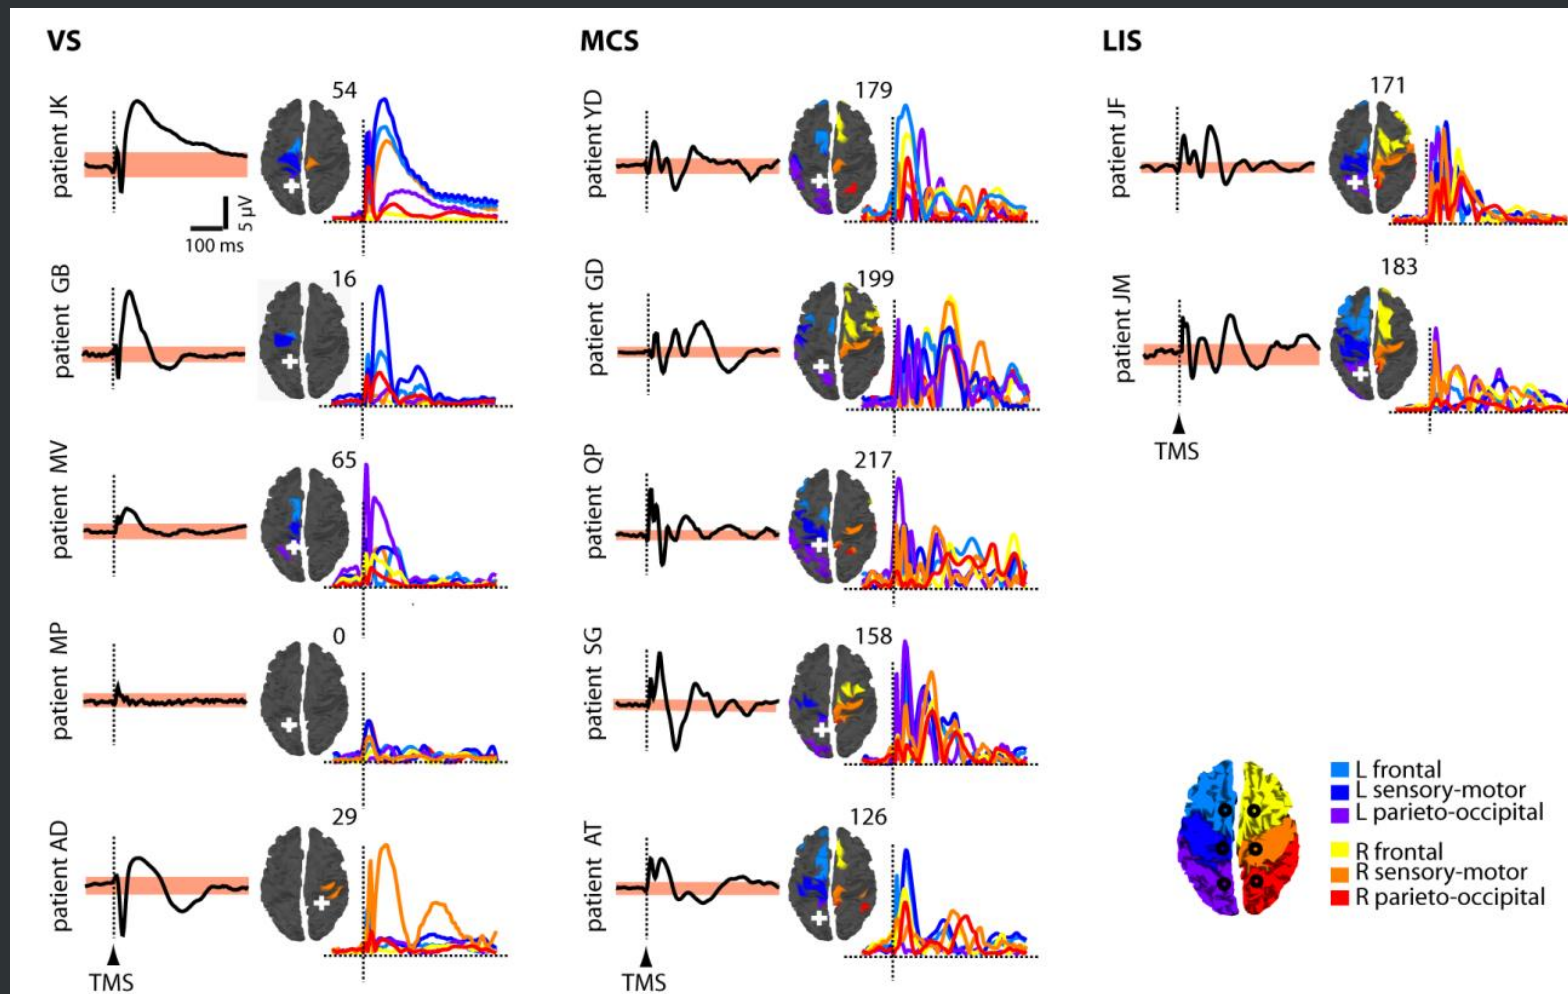 VS
patient JK
54
5 µV
100 ms
patient GB
16
patient MV
65
patient MP
0
patient AD
29
TMS
MCS
patient YD
179
patient GD
199
patient QP
217
patient SG
158
patient AT
126
TMS
LIS
patient JF
171
patient JM
183
TMS
L frontal
L sensory-motor
L parieto-occipital
R frontal
R sensory-motor
R parieto-occipital